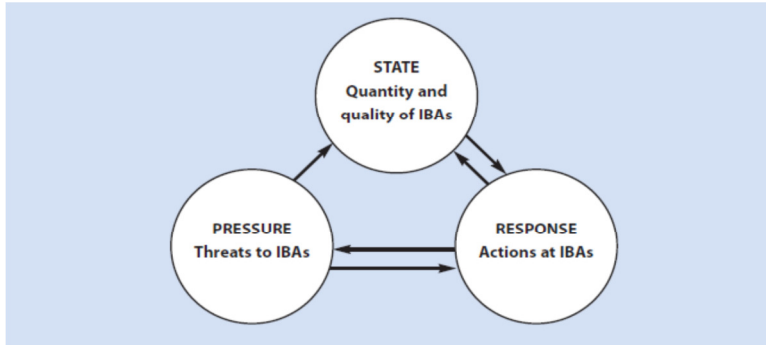 STATE
Quantity and
quality of IBAs
PRESSURE
Threats to IBAs
RESPONSE
Actions at IBAs